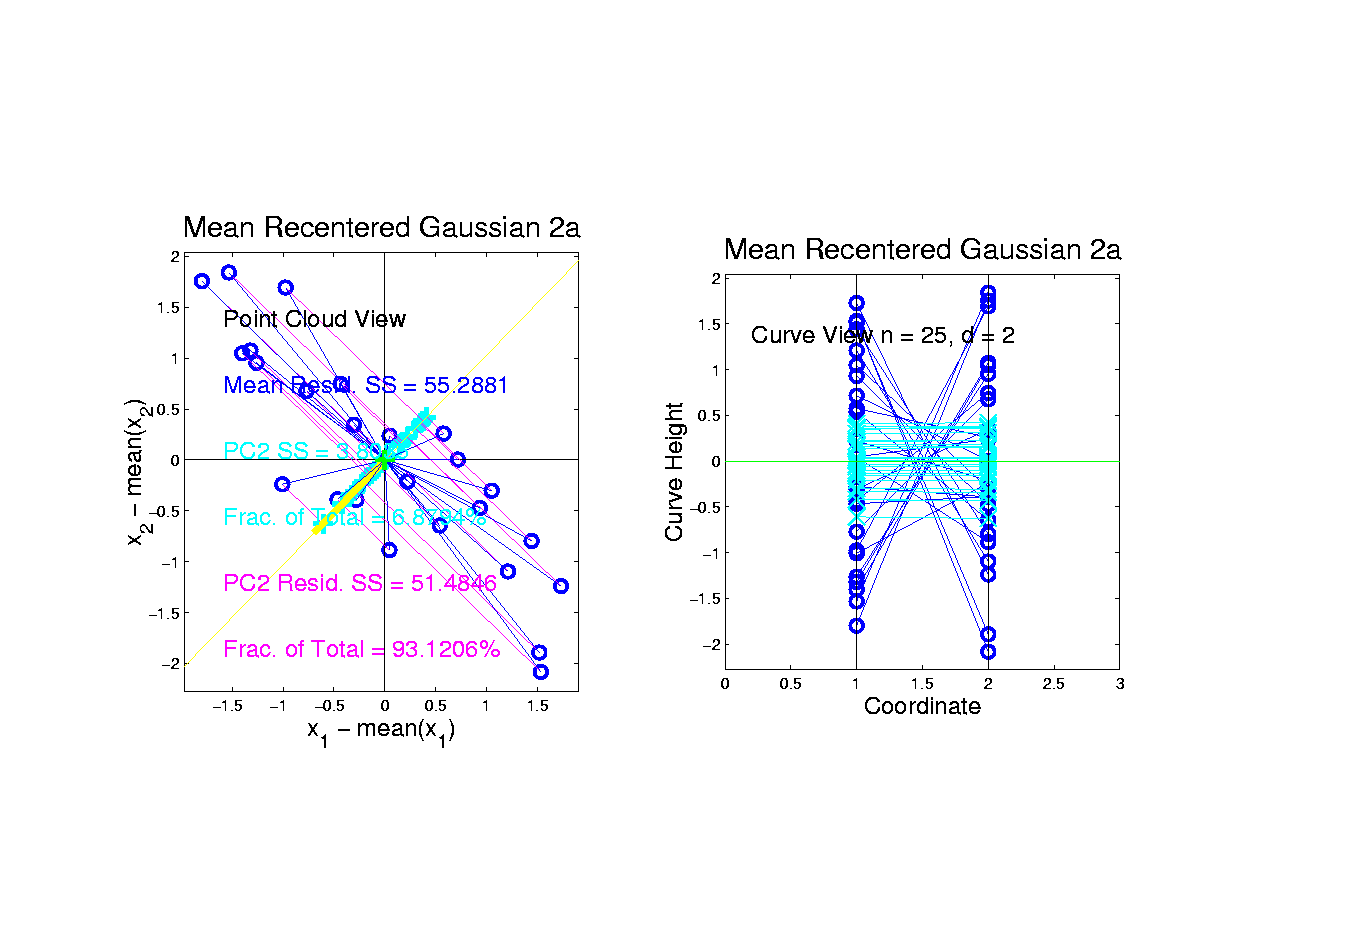 Mean Recentered Gaussian 2a
2
1.5
1
0.5
0
−0.5
−1
−1.5
−2
x2 − mean(x2)
Point Cloud View
Mean Resid. SS = 55.2881
PC2 SS = 3.80
Frac. of Total = 6.8794%
PC2 Resid. SS = 51.4846
Frac. of Total = 93.1206%
−1.5 −1 −0.5 0 0.5 1 1.5
x1 − mean(x1)
Mean Recentered Gaussian 2a
2
1.5
1
0.5
0
−0.5
−1
−1.5
−2
Curve Height
Curve View n = 25, d = 2
0 0.5 1 1.5 2 2.5 3
Coordinate